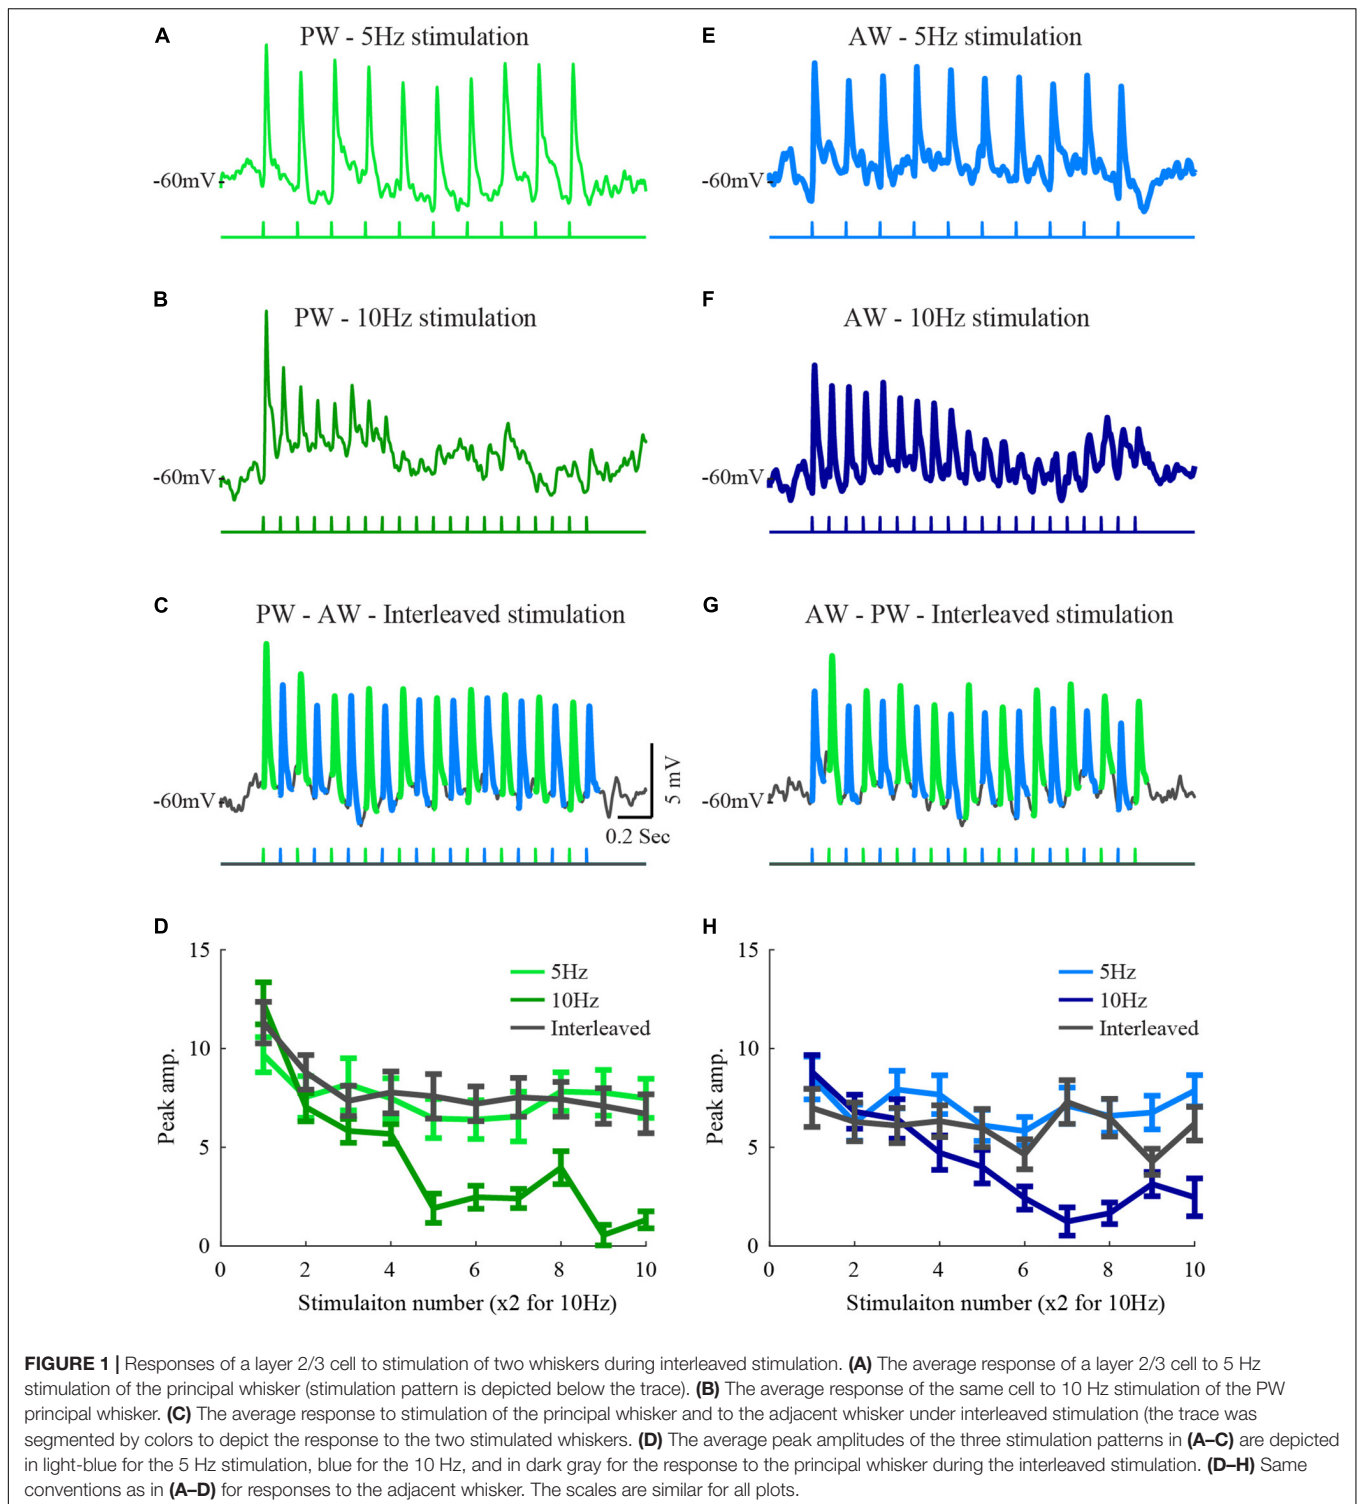 A
PW - 5Hz stimulation
-60mV
E
AW - 5Hz stimulation
-60mV
B
PW - 10Hz stimulation
-60mV
F
AW - 10Hz stimulation
-60mV
C
PW - AW - Interleaved stimulation
-60mV
5 mV
0.2 Sec
G
AW - PW - Interleaved stimulation
-60mV
D
15
10
5
0
Peak amp.
5Hz
10Hz
Interleaved
0 2 4 6 8 10
Stimulaiton number (x2 for 10Hz)
H
15
10
5
0
Peak amp.
5Hz
10Hz
Interleaved
0 2 4 6 8 10
Stimulaiton number (x2 for 10Hz)
FIGURE 1 | Responses of a layer 2/3 cell to stimulation of two whiskers during interleaved stimulation. (A) The average response of a layer 2/3 cell to 5 Hz
stimulation of the principal whisker (stimulation pattern is depicted below the trace). (B) The average response of the same cell to 10 Hz stimulation of the PW
principal whisker. (C) The average response to stimulation of the principal whisker and to the adjacent whisker under interleaved stimulation (the trace was
segmented by colors to depict the response to the two stimulated whiskers. (D) The average peak amplitudes of the three stimulation patterns in (A–C) are depicted
in light-blue for the 5 Hz stimulation, blue for the 10 Hz, and in dark gray for the response to the principal whisker during the interleaved stimulation. (D–H) Same
conventions as in (A–D) for responses to the adjacent whisker. The scales are similar for all plots.